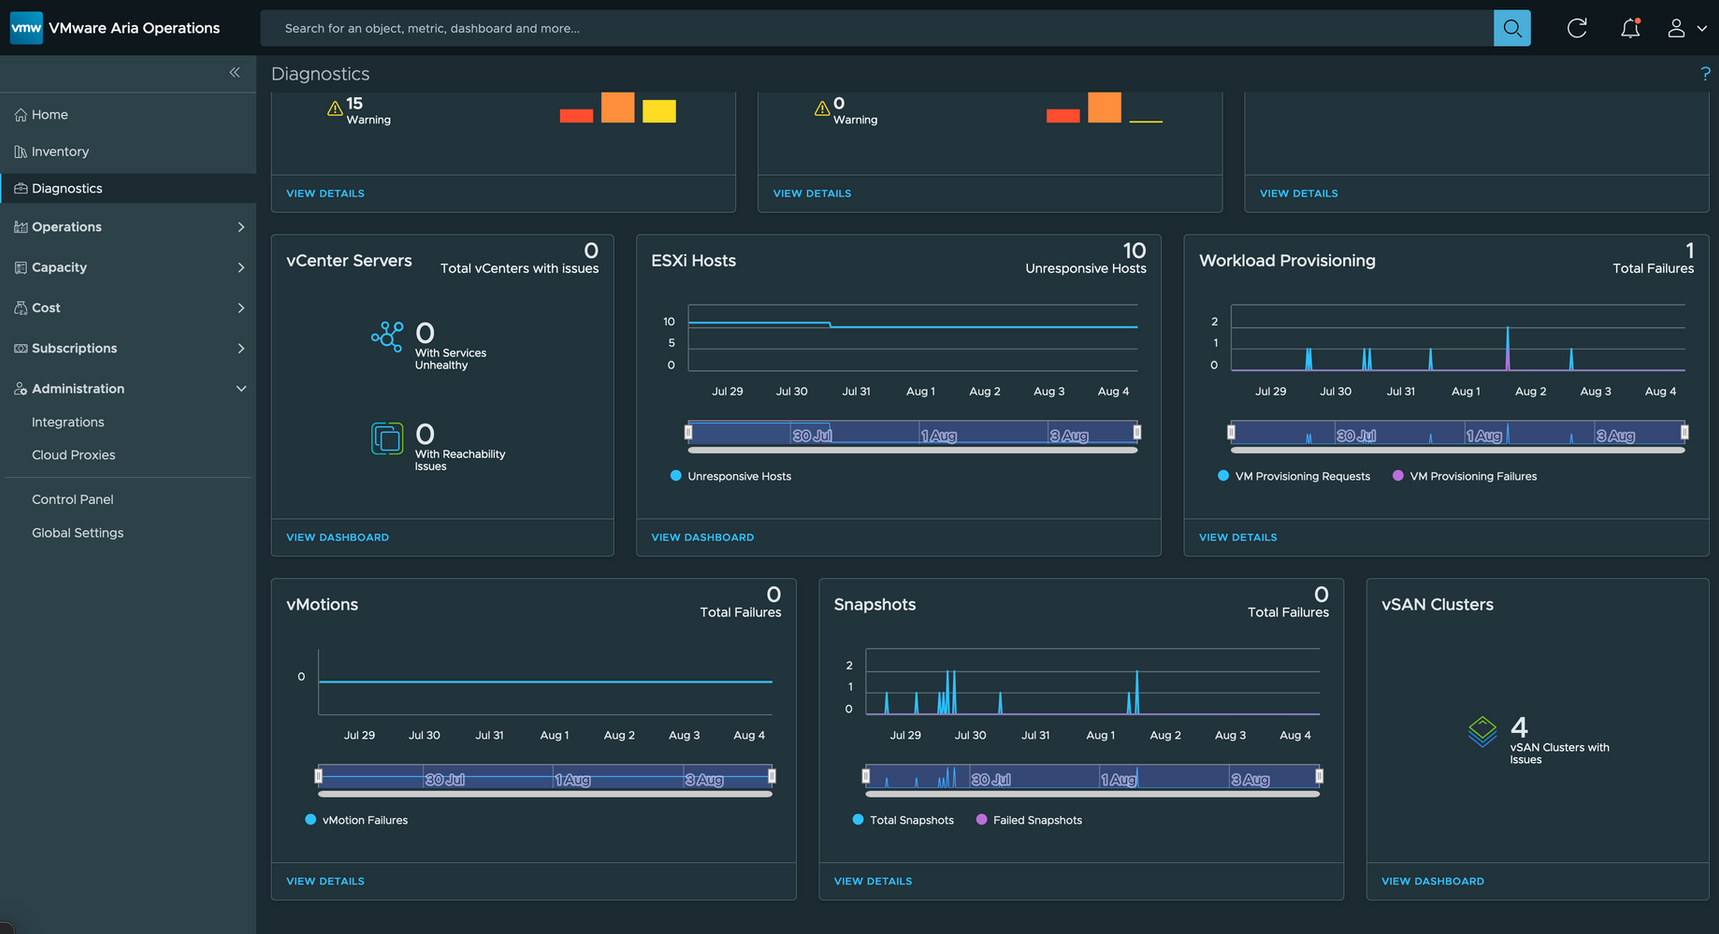 vmw VMware Aria Operations
Search for an object, metric, dashboard and more...
Home
Inventory
Diagnostics
Operations
Capacity
Cost
Subscriptions
Administration
Integrations
Cloud Proxies
Control Panel
Global Settings
Diagnostics
?
15
Warning
VIEW DETAILS
0
Warning
VIEW DETAILS
VIEW DETAILS
vCenter Servers
0
Total vCenters with issues
0
With Services
Unhealthy
0
With Reachability
Issues
VIEW DASHBOARD
ESXi Hosts
10
Unresponsive Hosts
10
5
0
Jul 29 Jul 30 Jul 31 Aug 1 Aug 2 Aug 3 Aug 4
30 Jul 1 Aug 3 Aug
Unresponsive Hosts
VIEW DASHBOARD
Workload Provisioning
1
Total Failures
2
1
0
Jul 29 Jul 30 Jul 31 Aug 1 Aug 2 Aug 3 Aug 4
30 Jul 1 Aug 3 Aug
VM Provisioning Requests VM Provisioning Failures
VIEW DETAILS
vMotions
0
Total Failures
0
Jul 29 Jul 30 Jul 31 Aug 1 Aug 2 Aug 3 Aug 4
30 Jul 1 Aug 3 Aug
vMotion Failures
VIEW DETAILS
Snapshots
0
Total Failures
2
1
0
Jul 29 Jul 30 Jul 31 Aug 1 Aug 2 Aug 3 Aug 4
30 Jul 1 Aug 3 Aug
Total Snapshots Failed Snapshots
VIEW DETAILS
vSAN Clusters
4
vSAN Clusters with
Issues
VIEW DASHBOARD